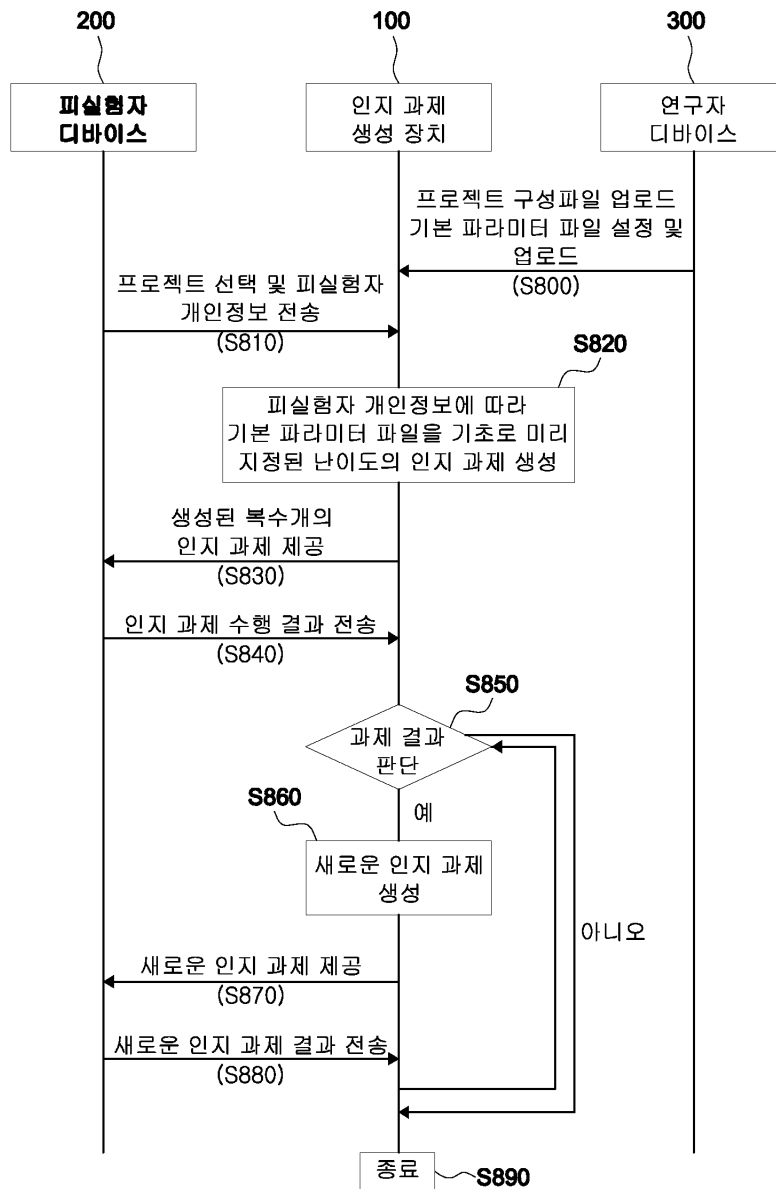 200
100
300
피실험자
디바이스
인지 과제
생성 장치
연구자
디바이스
프로젝트 구성파일 업로드
기본 파라미터 파일 설정 및
업로드
(S800)
프로젝트 선택 및 피실험자
개인정보 전송
(S810)
S820
피실험자 개인정보에 따라
기본 파라미터 파일을 기초로 미리
지정된 난이도의 인지 과제 생성
생성된 복수개의
인지 과제 제공
(S830)
인지 과제 수행 결과 전송
(S840)
S850
과제 결과
판단
S860
예
새로운 인지 과제
생성
아니오
새로운 인지 과제 제공
(S870)
새로운 인지 과제 결과 전송
(S880)
종료
S890